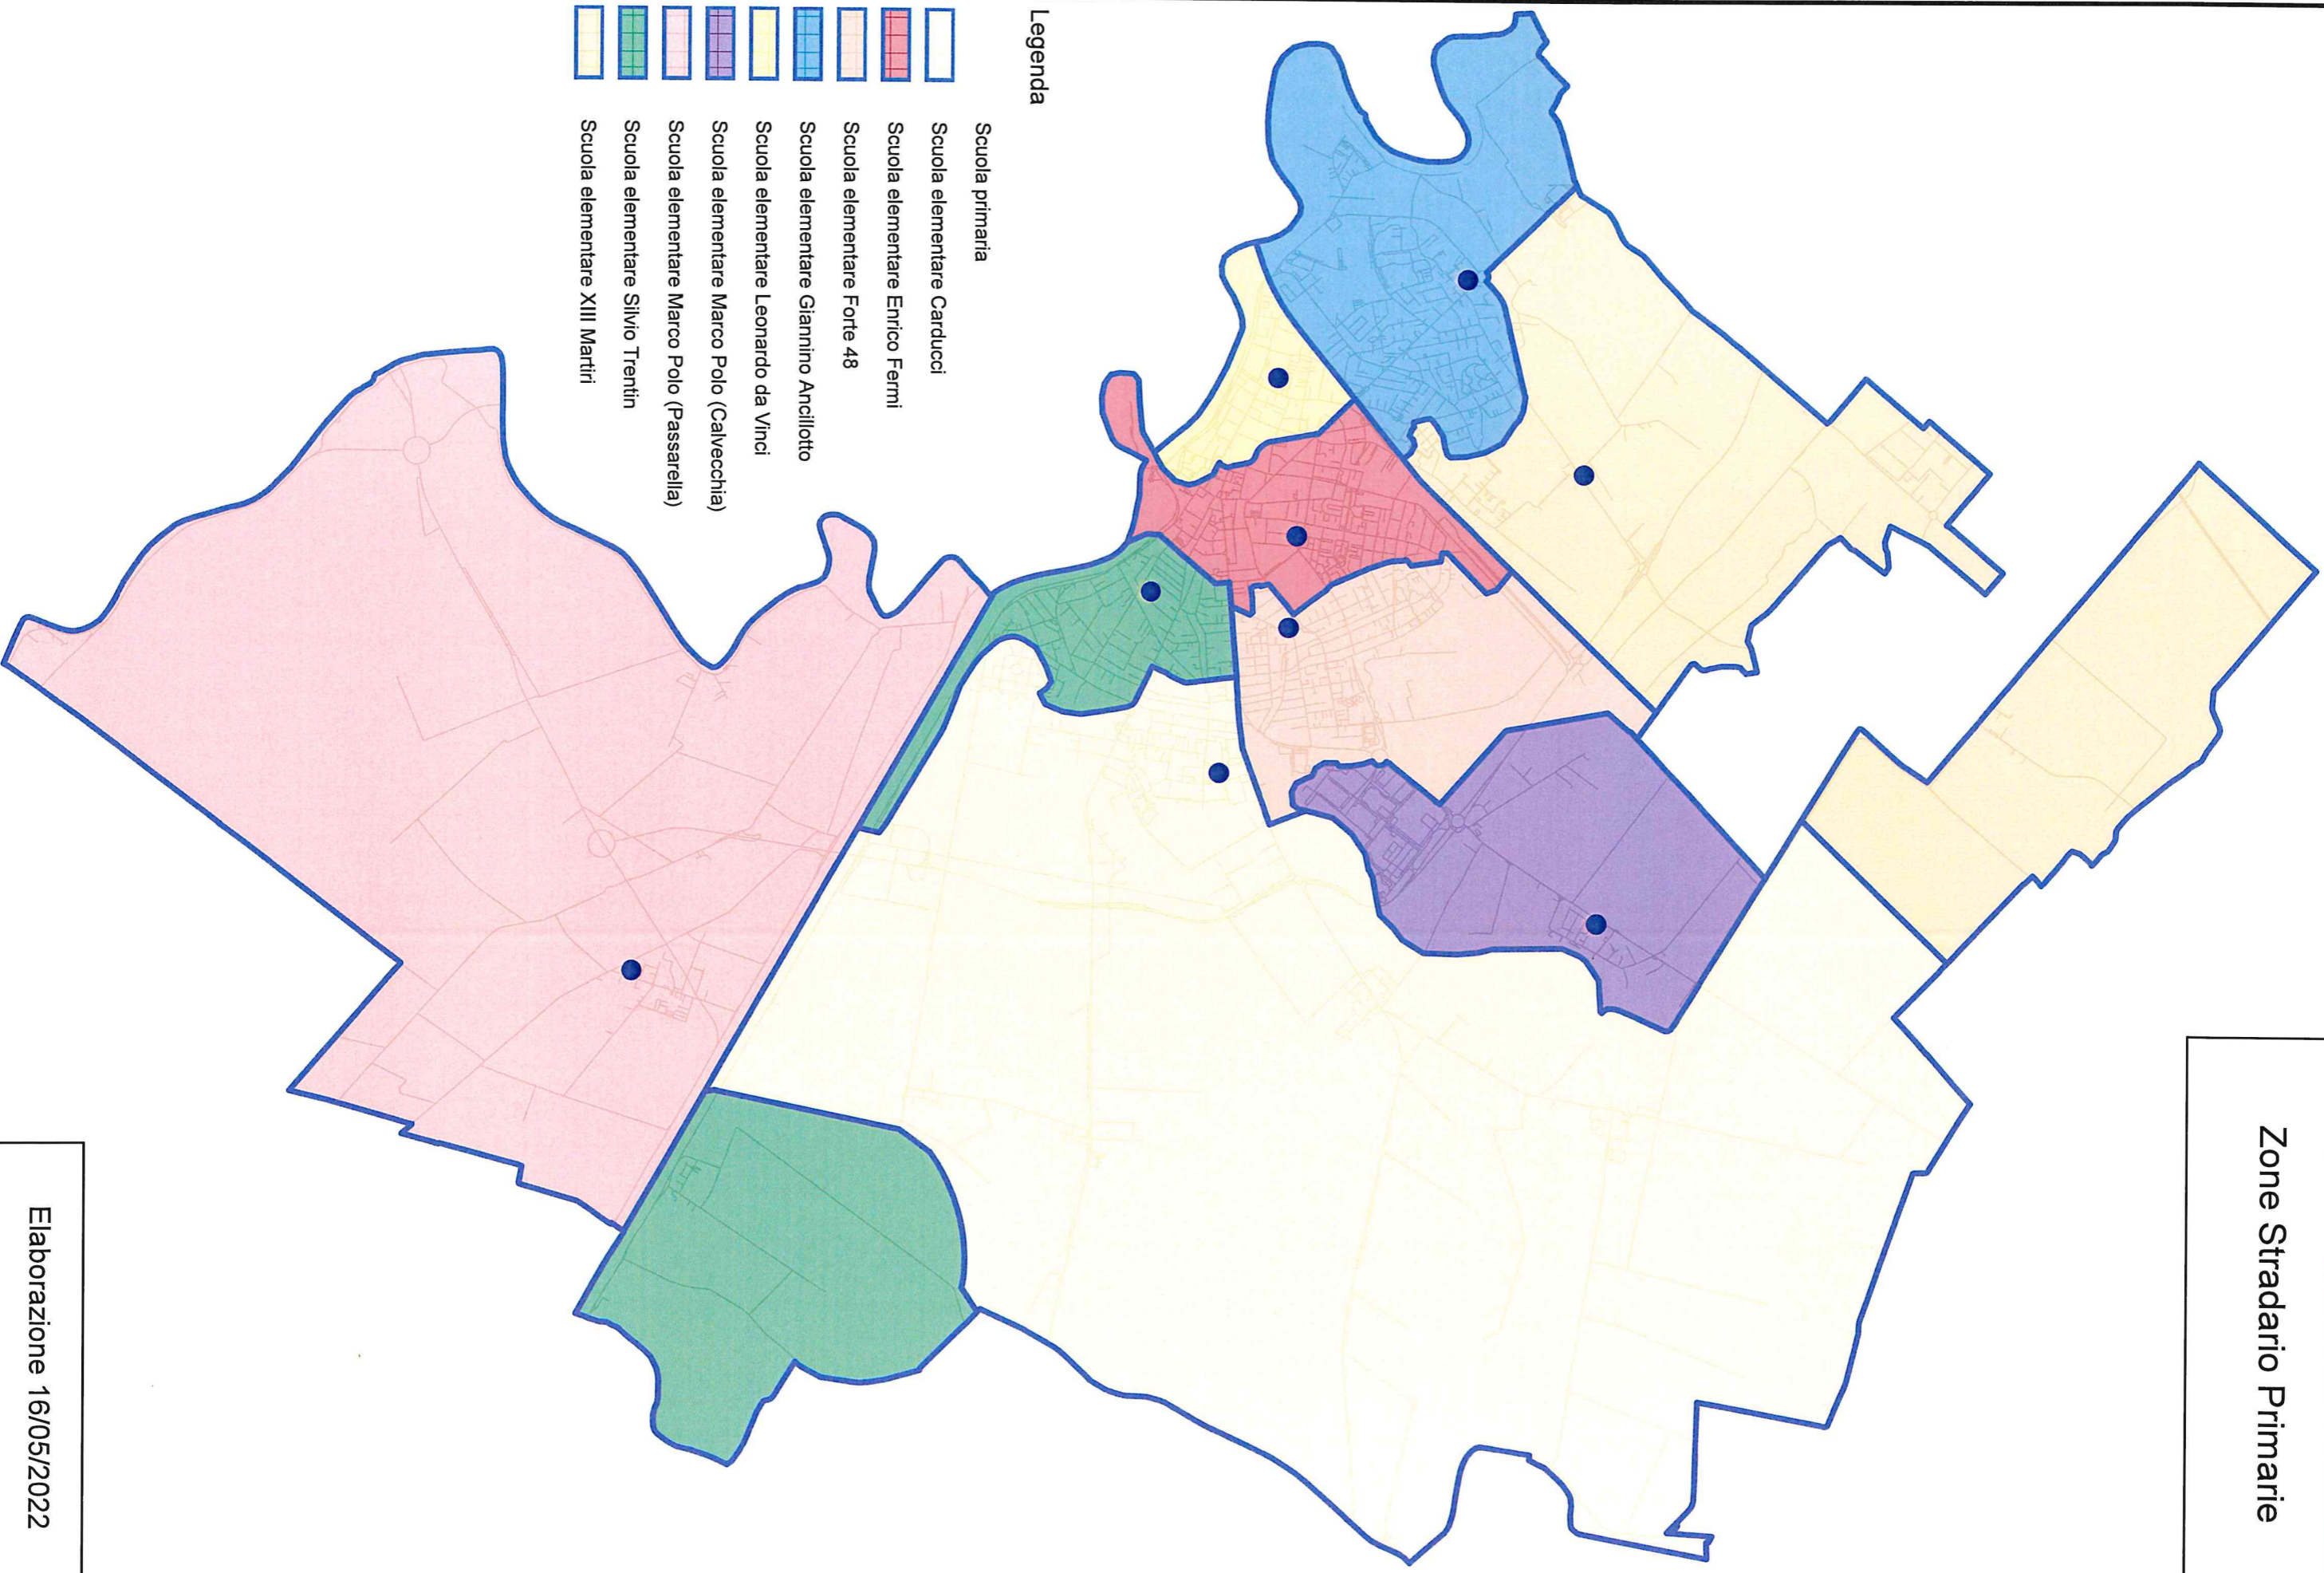 Zone Stradario Primarie
Legenda
Scuola primaria
Scuola elementare Carducci
Scuola elementare Enrico Fermi
Scuola elementare Forte 48
Scuola elementare Giannino Ancillotto
Scuola elementare Leonardo da Vinci
Scuola elementare Marco Polo (Calvecchia)
Scuola elementare Marco Polo (Passarella)
Scuola elementare Silvio Trentin
Scuola elementare XIII Martiri
Elaborazione 16/05/2022